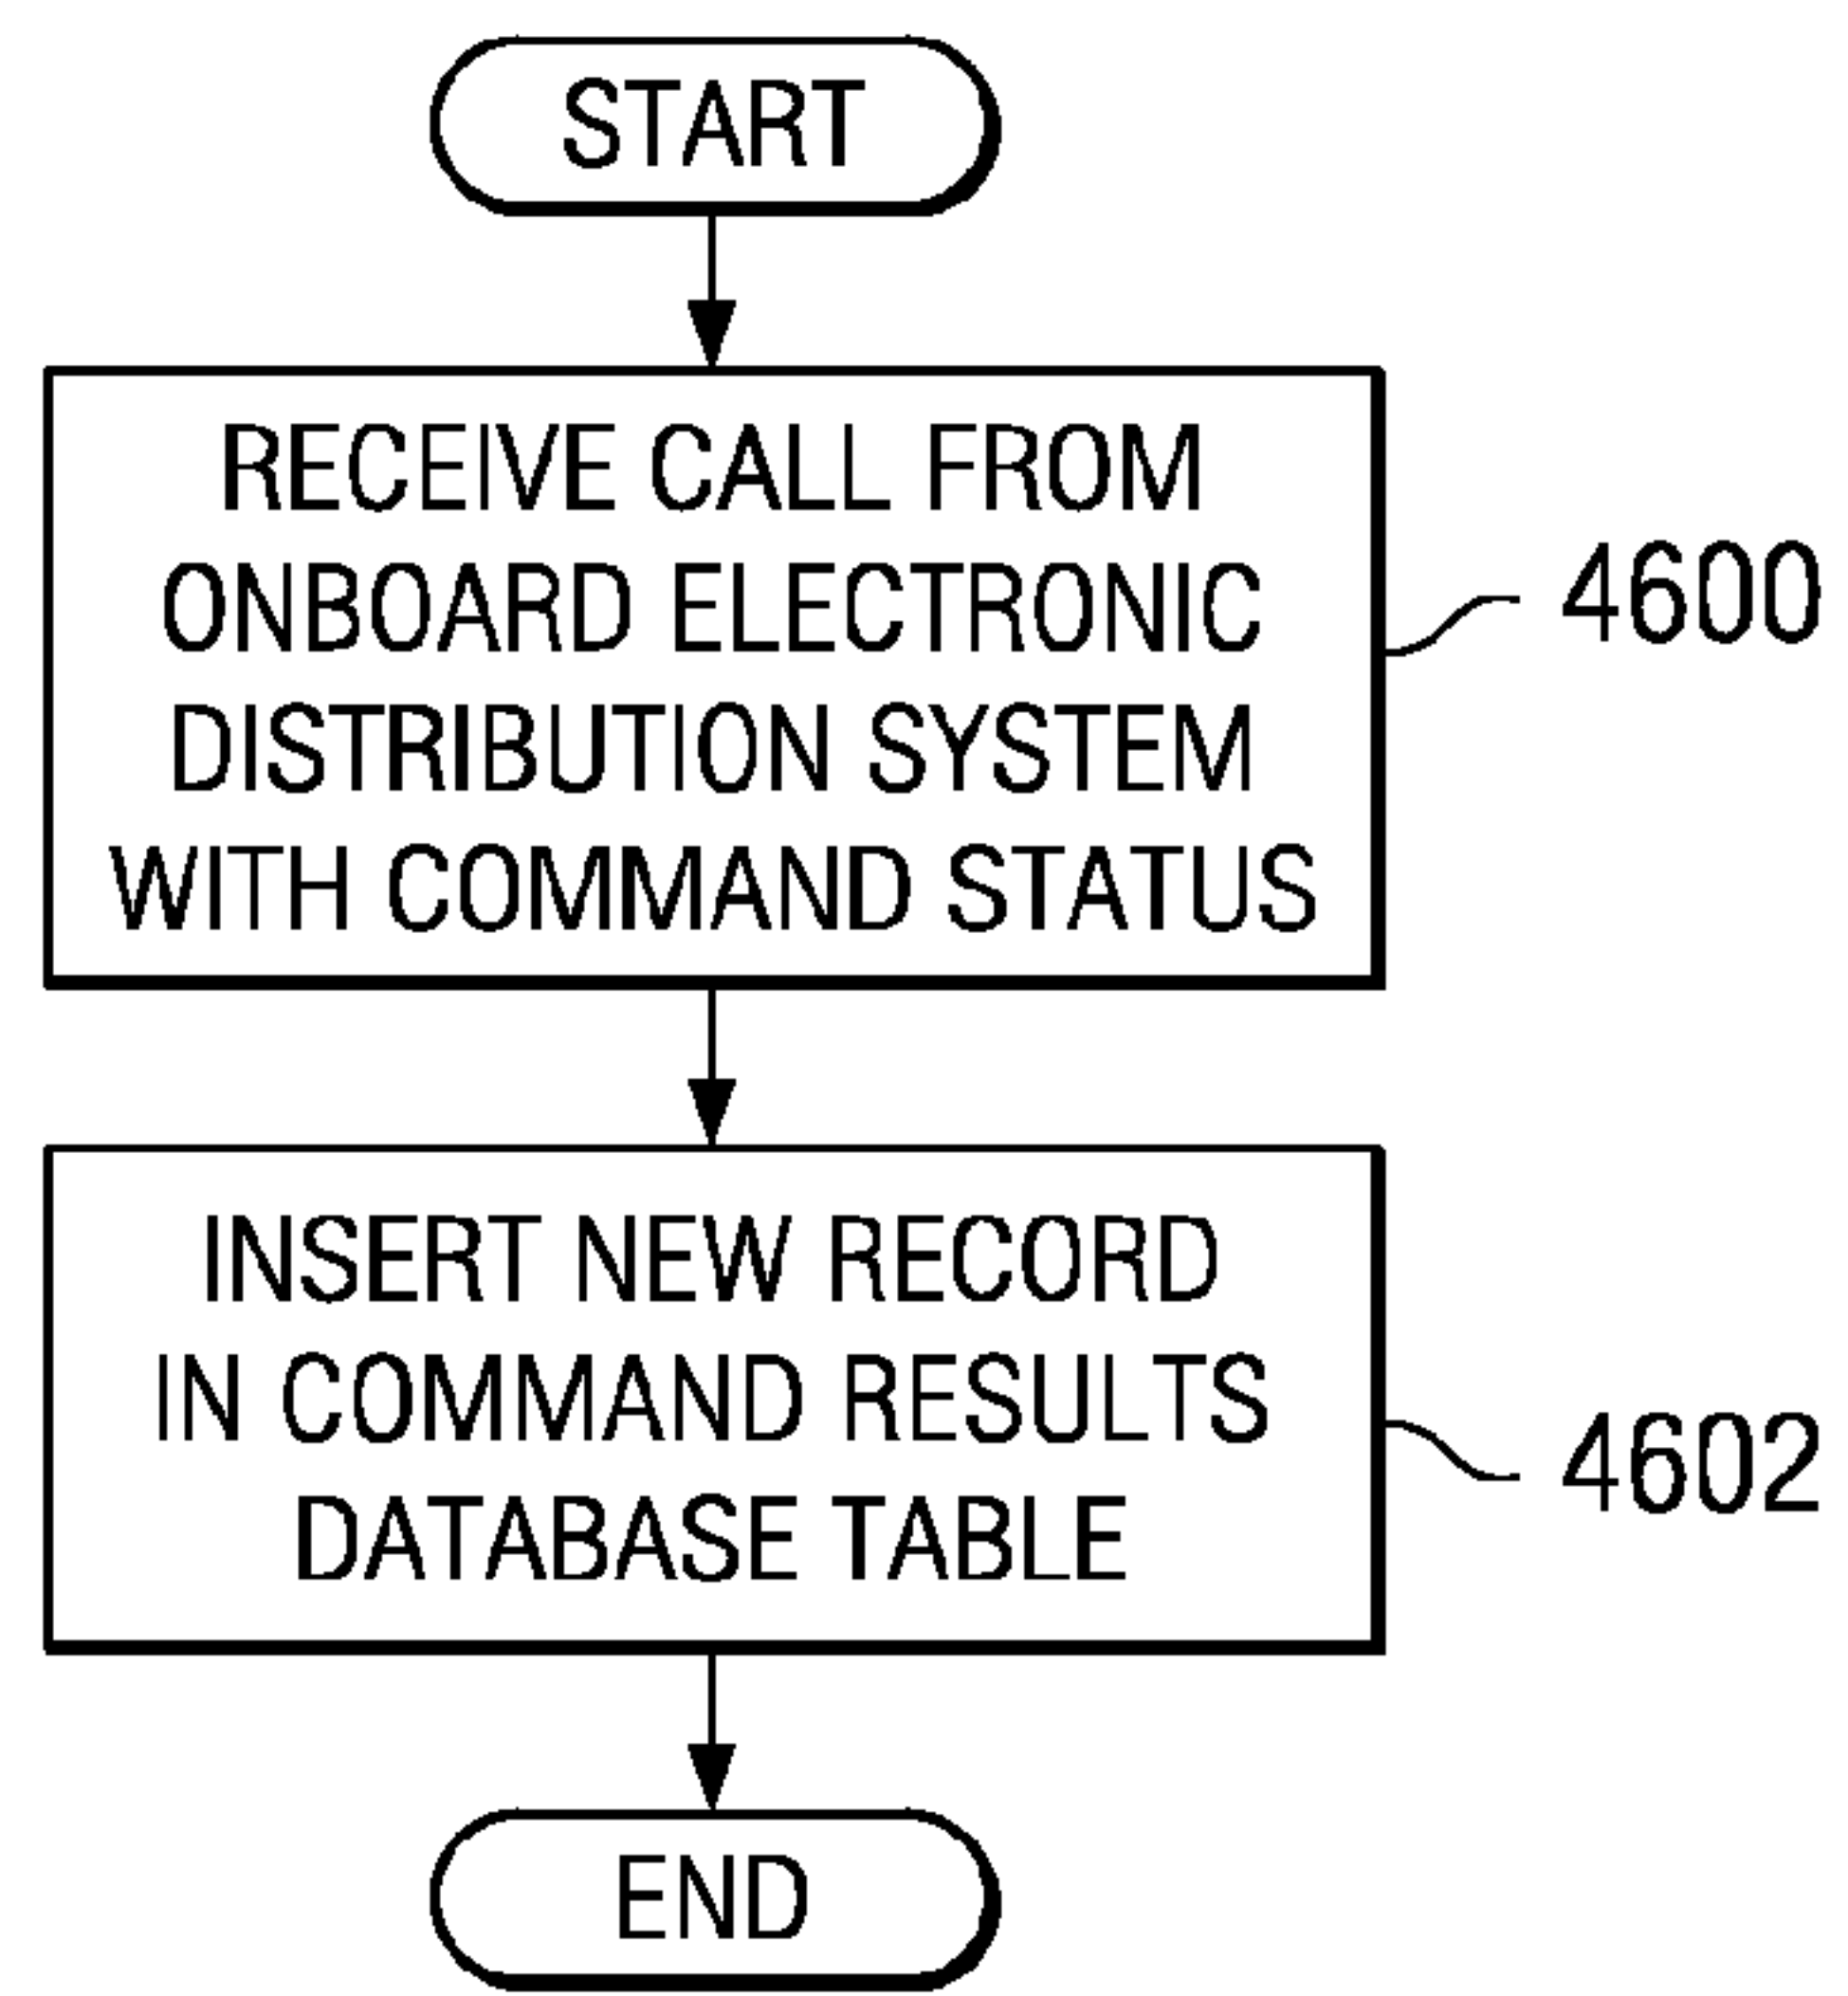 START
RECEIVE CALL FROM
ONBOARD ELECTRONIC
DISTRIBUTION SYSTEM
WITH COMMAND STATUS
4600
INSERT NEW RECORD
IN COMMAND RESULTS
DATABASE TABLE
4602
END